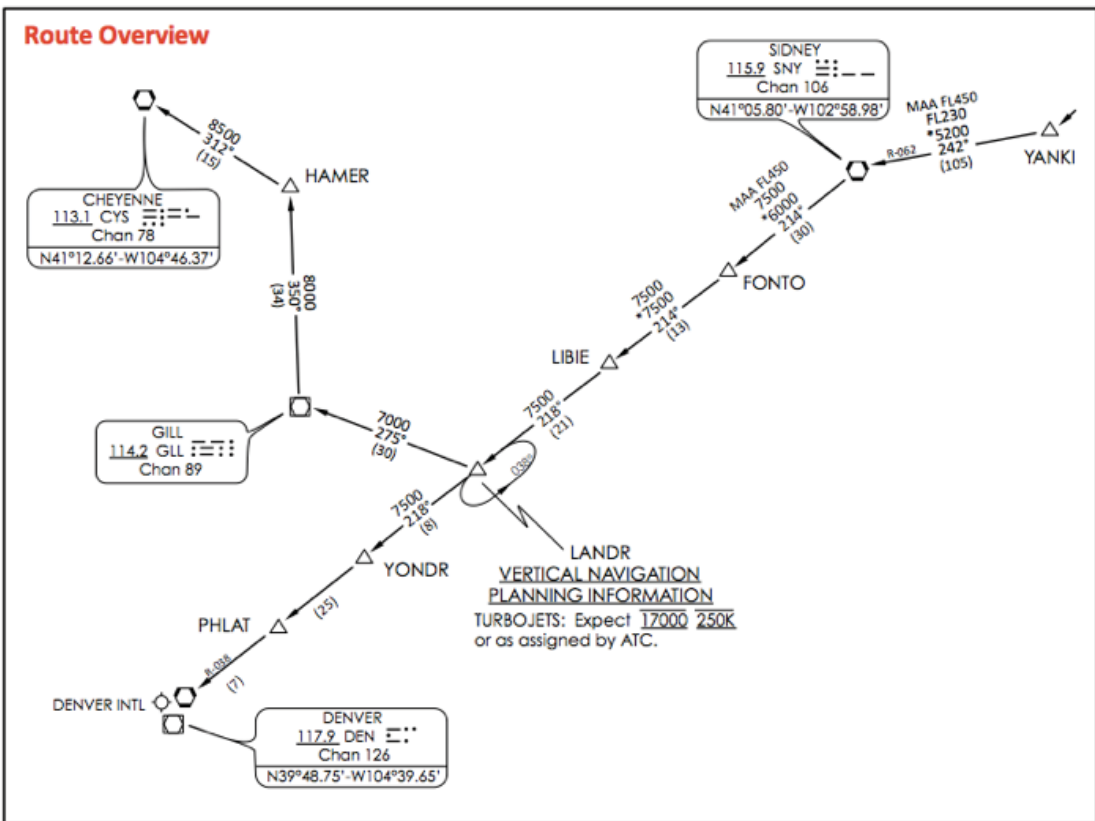 Route Overview
SIDNEY
115.9 SNY
Chan 106
N41°05.80'-W102°58.98'
MAA FL450
FL230
*5200
242°
(105)
R-062
YANKI
8500
312°
(15)
HAMER
CHEYENNE
113.1 CYS
Chan 78
N41°12.66'-W104°46.37'
MAA FL450
7500
*6000
214°
(30)
FONTO
8000
350°
(34)
7500
*7500
214°
(13)
LIBIE
7500
218°
(21)
GILL
114.2 GLL
Chan 89
7000
275°
(30)
038°
7500
218°
(8)
LANDR
VERTICAL NAVIGATION
PLANNING INFORMATION
TURBOJETS: Expect 17000 250K
or as assigned by ATC.
YONDR
(25)
PHLAT
R-038
(7)
DENVER INTL
DENVER
117.9 DEN
Chan 126
N39°48.75'-W104°39.65'